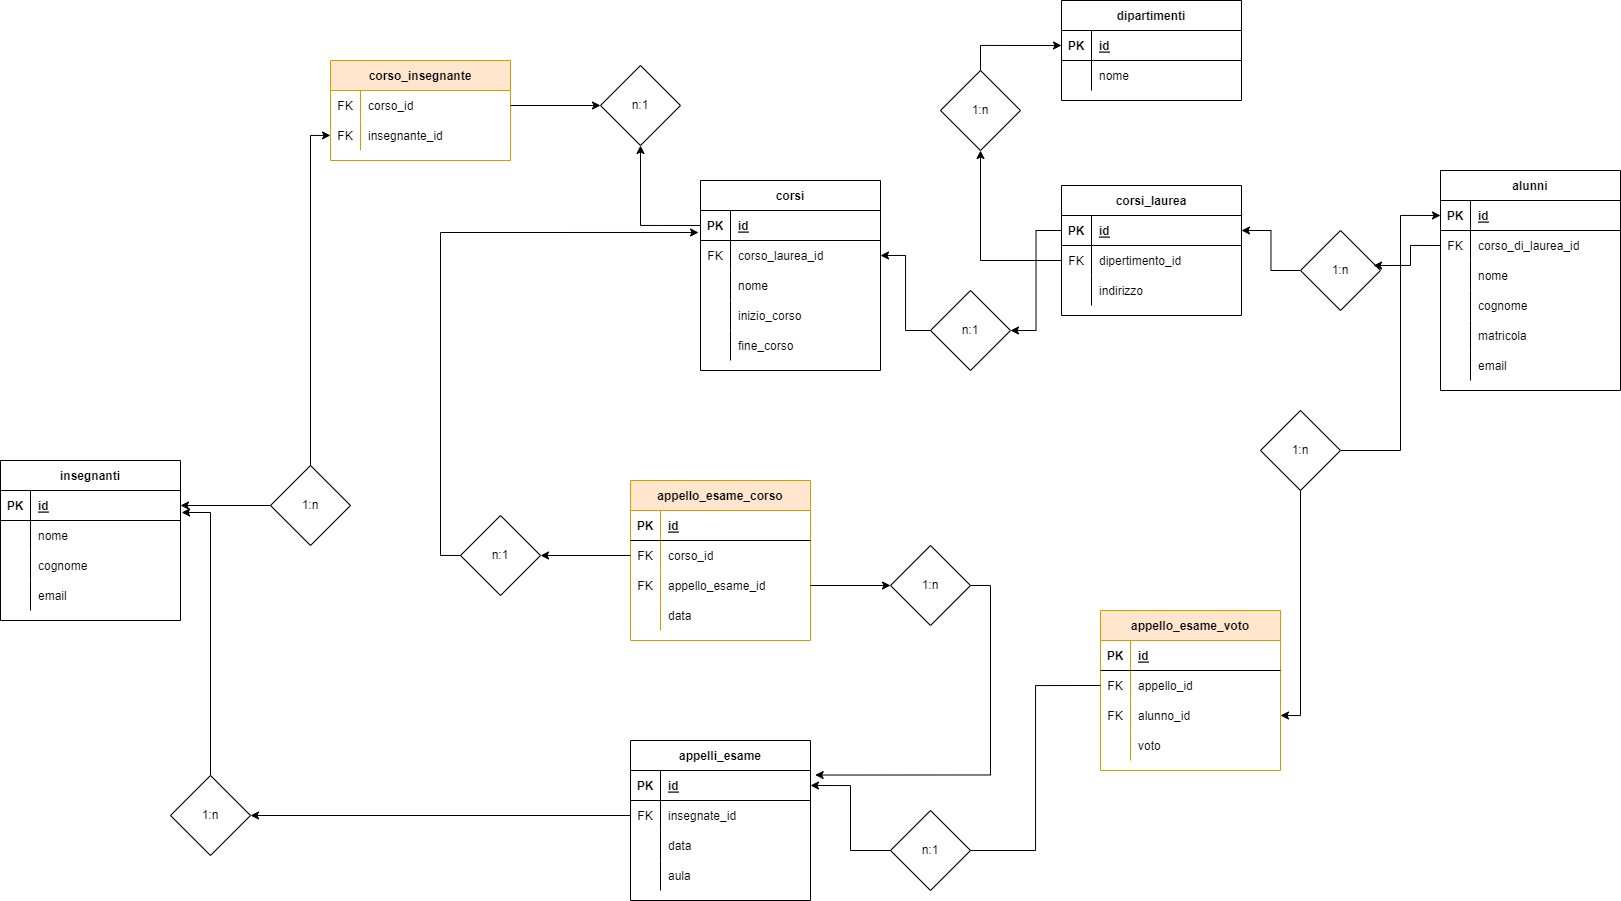 dipartimenti
PK id
nome
1:n
corso_insegnante
FK corso_id
FK insegnante_id
n:1
corsi
PK id
FK corso_laurea_id
nome
inizio_corso
fine_corso
corsi_laurea
PK id
FK dipertimento_id
indirizzo
n:1
1:n
alunni
PK id
FK corso_di_laurea_id
nome
cognome
matricola
email
1:n
insegnanti
PK id
nome
cognome
email
1:n
n:1
appello_esame_corso
PK id
FK corso_id
FK appello_esame_id
data
1:n
appello_esame_voto
PK id
FK appello_id
FK alunno_id
voto
appelli_esame
PK id
FK insegnate_id
data
aula
1:n
n:1